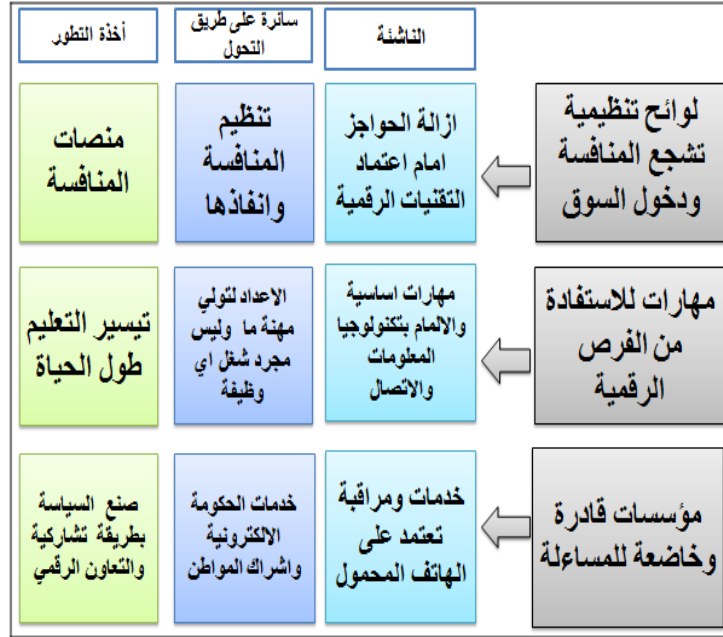 الناشئة
سائرة على طريق
التحول
أخذة التطور
لوائح تنظيمية
تشجع المنافسة
ودخول السوق
ازالة الحواجز
امام اعتماد
التقنيات الرقمية
تنظيم
المنافسة
وانفاذها
منصات
المنافسة
مهارات للاستفادة
من الفرص
الرقمية
مهارات اساسية
والالمام بتكنولوجيا
المعلومات
والاتصال
الاعداد لتولي
مهنة ما وليس
مجرد شغل اي
وظيفة
تيسير التعليم
طول الحياة
مؤسسات قادرة
وخاضعة للمساءلة
خدمات ومراقبة
تعتمد على
الهاتف المحمول
خدمات الحكومة
الالكترونية
واشراك المواطن
صنع السياسة
بطريقة تشاركية
والتعاون الرقمي